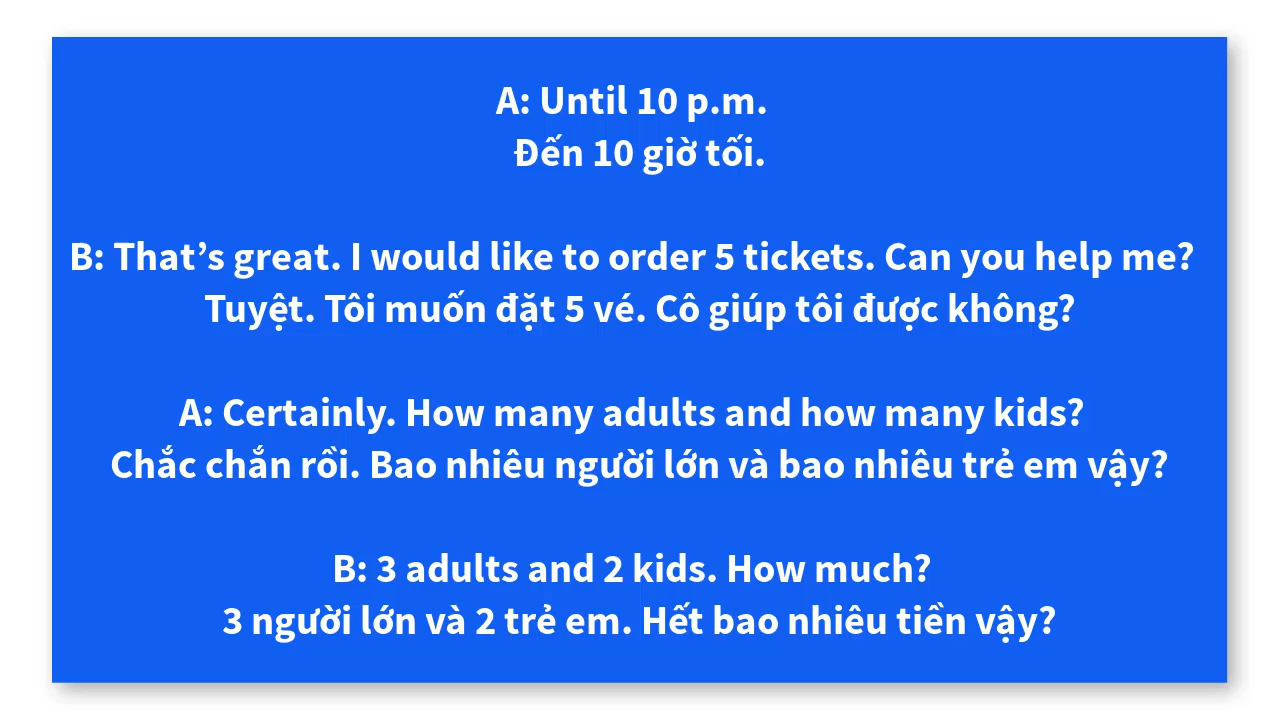 A: Until 10 p.m.
Đến 10 giờ tối.
B: That’s great. I would like to order 5 tickets. Can you help me?
Tuyệt. Tôi muốn đặt 5 vé. Cô giúp tôi được không?
A: Certainly. How many adults and how many kids?
Chắc chắn rồi. Bao nhiêu người lớn và bao nhiêu trẻ em vậy?
B: 3 adults and 2 kids. How much?
3 người lớn và 2 trẻ em. Hết bao nhiêu tiền vậy?